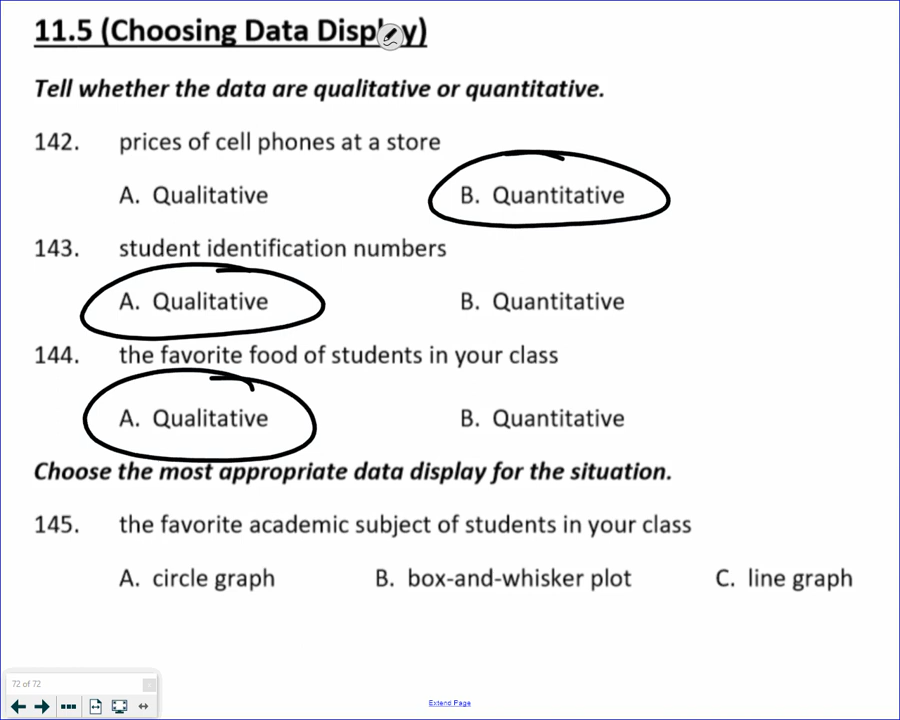 11.5 (Choosing Data Display)
Tell whether the data are qualitative or quantitative.
142. prices of cell phones at a store
A. Qualitative B. Quantitative
143. student identification numbers
A. Qualitative B. Quantitative
144. the favorite food of students in your class
A. Qualitative B. Quantitative
Choose the most appropriate data display for the situation.
145. the favorite academic subject of students in your class
A. circle graph B. box-and-whisker plot C. line graph
72 of 72
Extend Page